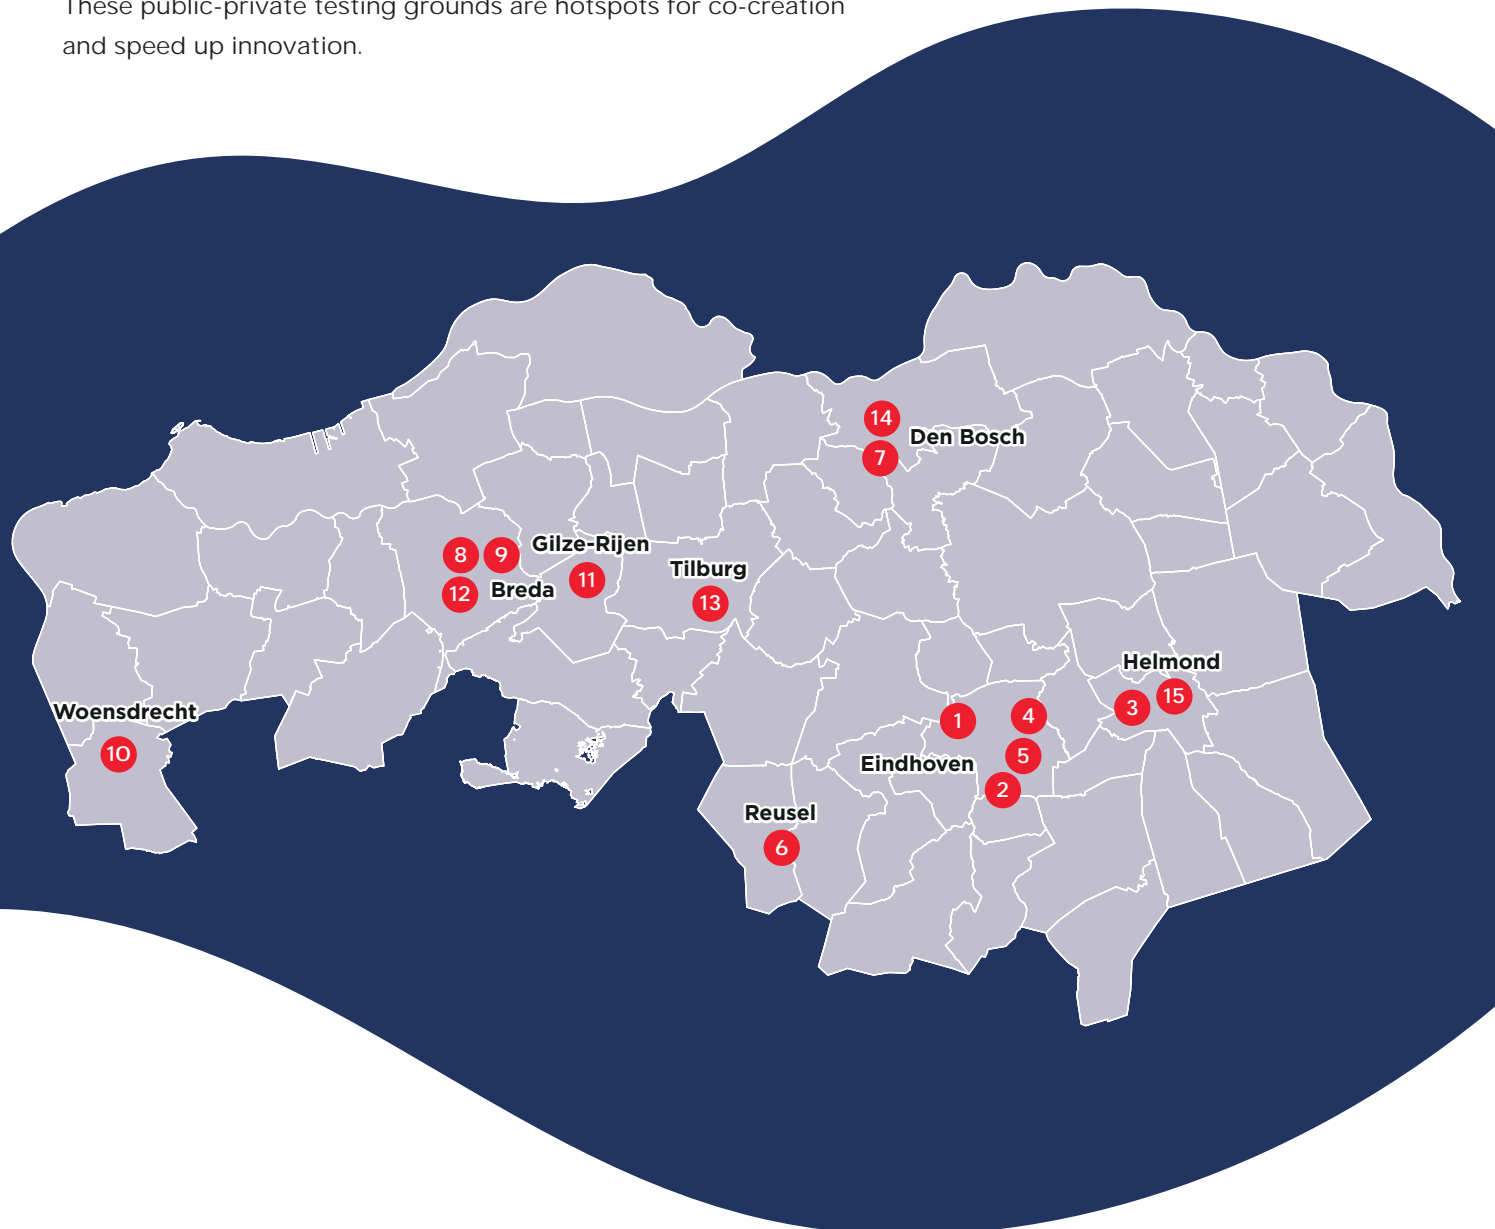 These public-private testing grounds are hotspots for co-creation
and speed up innovation.
14
Den Bosch
7
Gilze-Rijen
8
9
11
12
Breda
Tilburg
13
Helmond
15
3
Woensdrecht
10
1
4
Eindhoven
5
2
Reusel
6